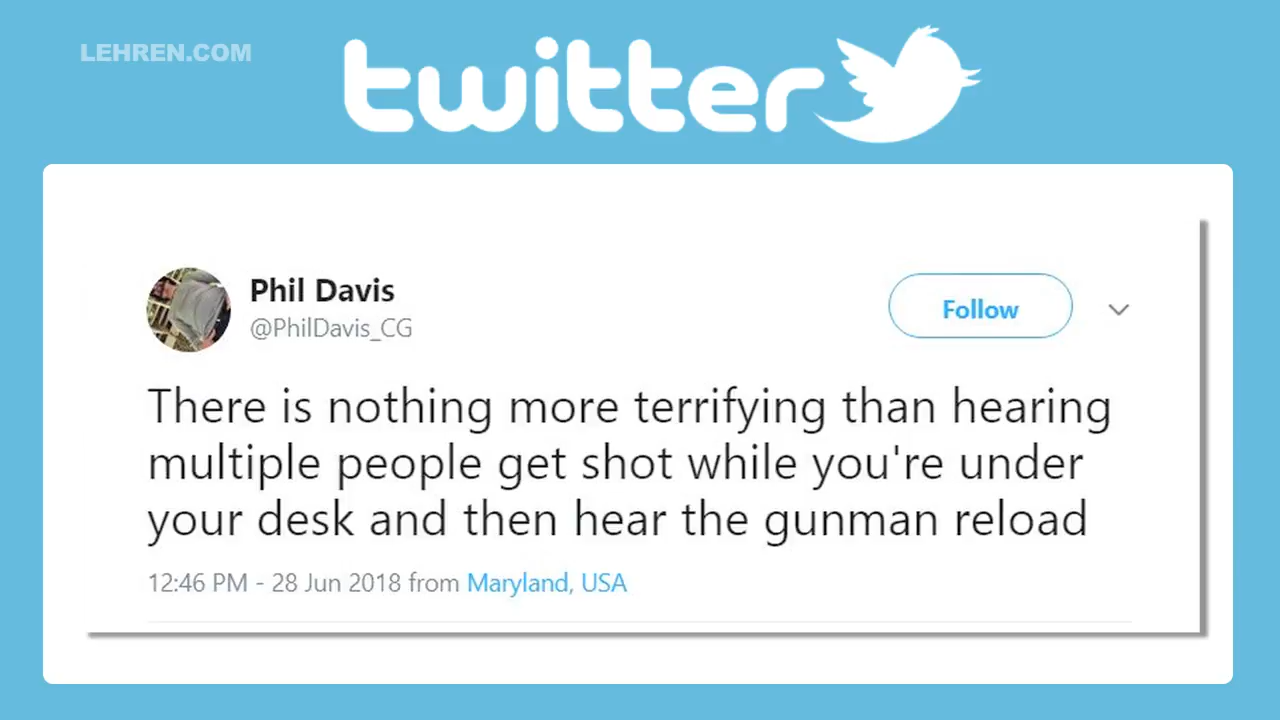 LEHREN.COM
twitter
Phil Davis
@PhilDavis_CG
Follow
There is nothing more terrifying than hearing
multiple people get shot while you're under
your desk and then hear the gunman reload
12:46 PM - 28 Jun 2018 from Maryland, USA